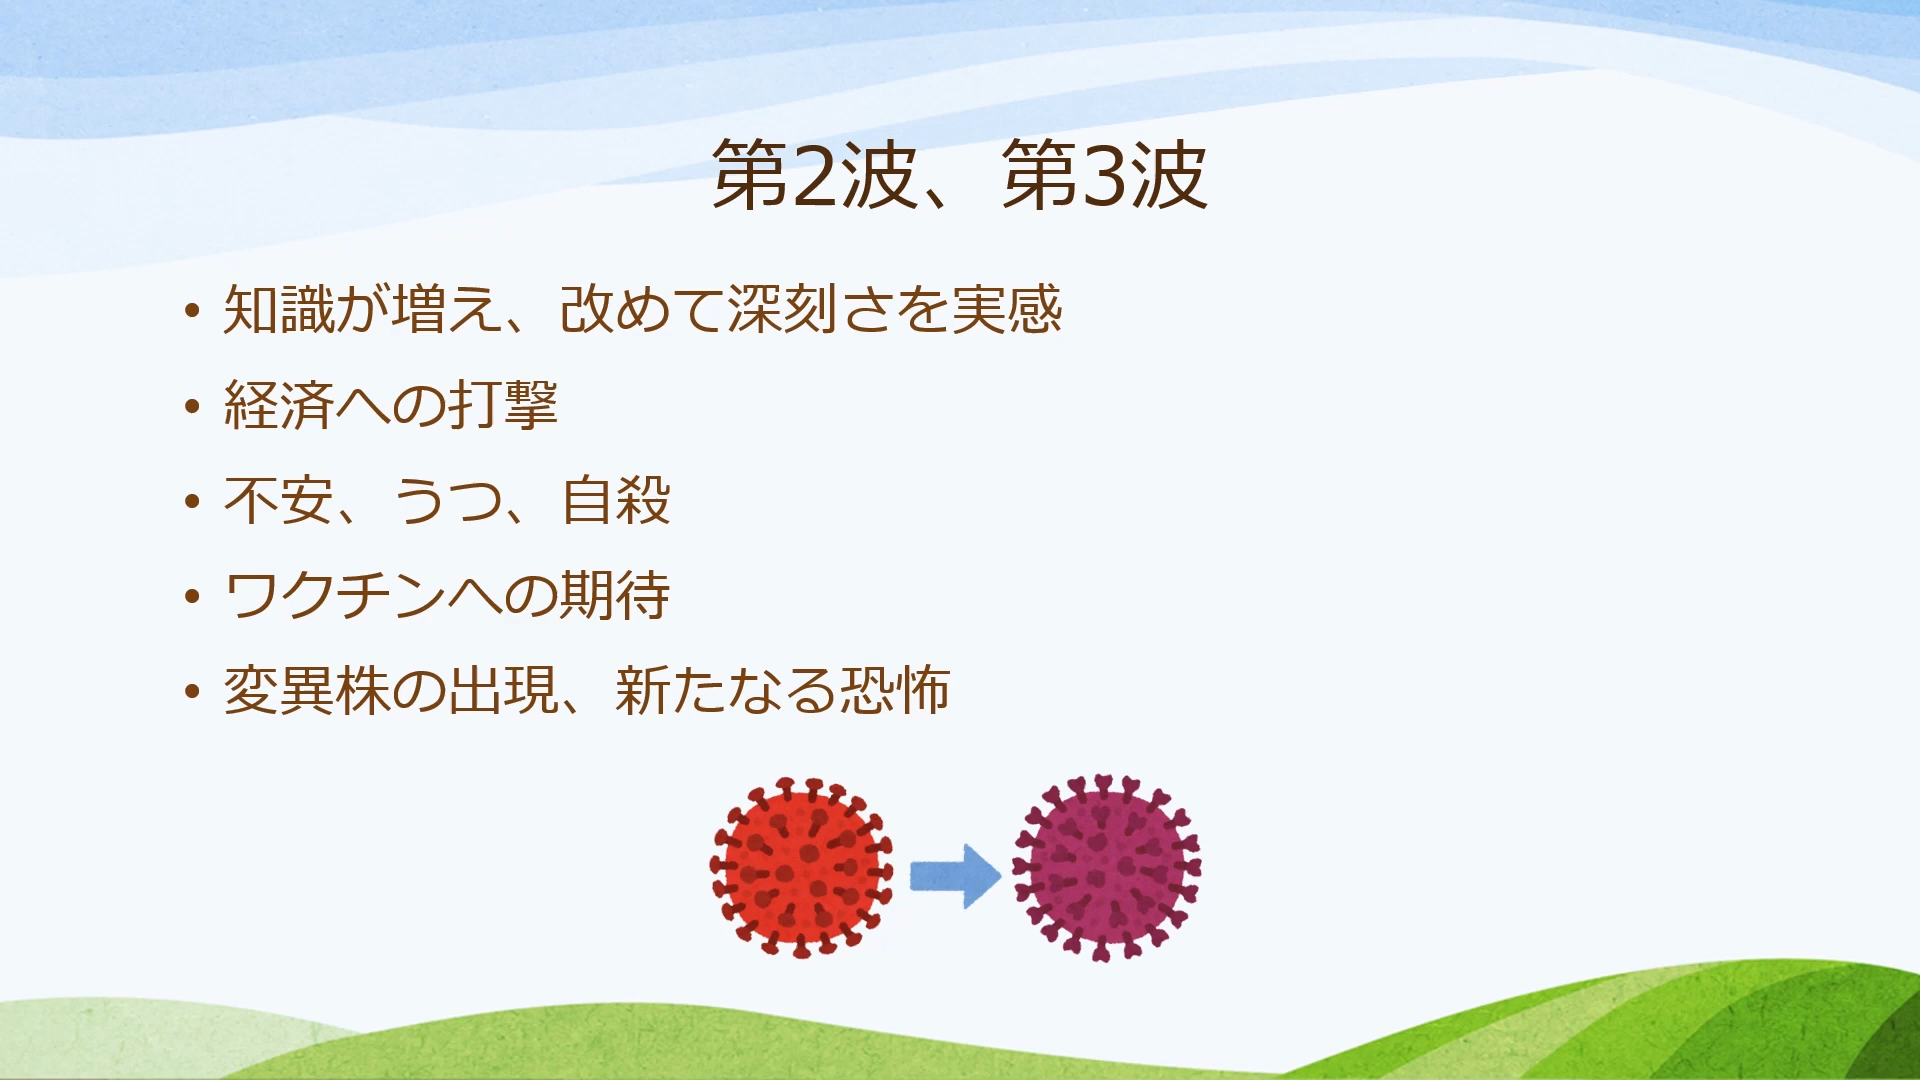 第2波、第3波
• 知識が増え、改めて深刻さを実感
• 経済への打撃
• 不安、うつ、自殺
• ワクチンへの期待
• 変異株の出現、新たなる恐怖